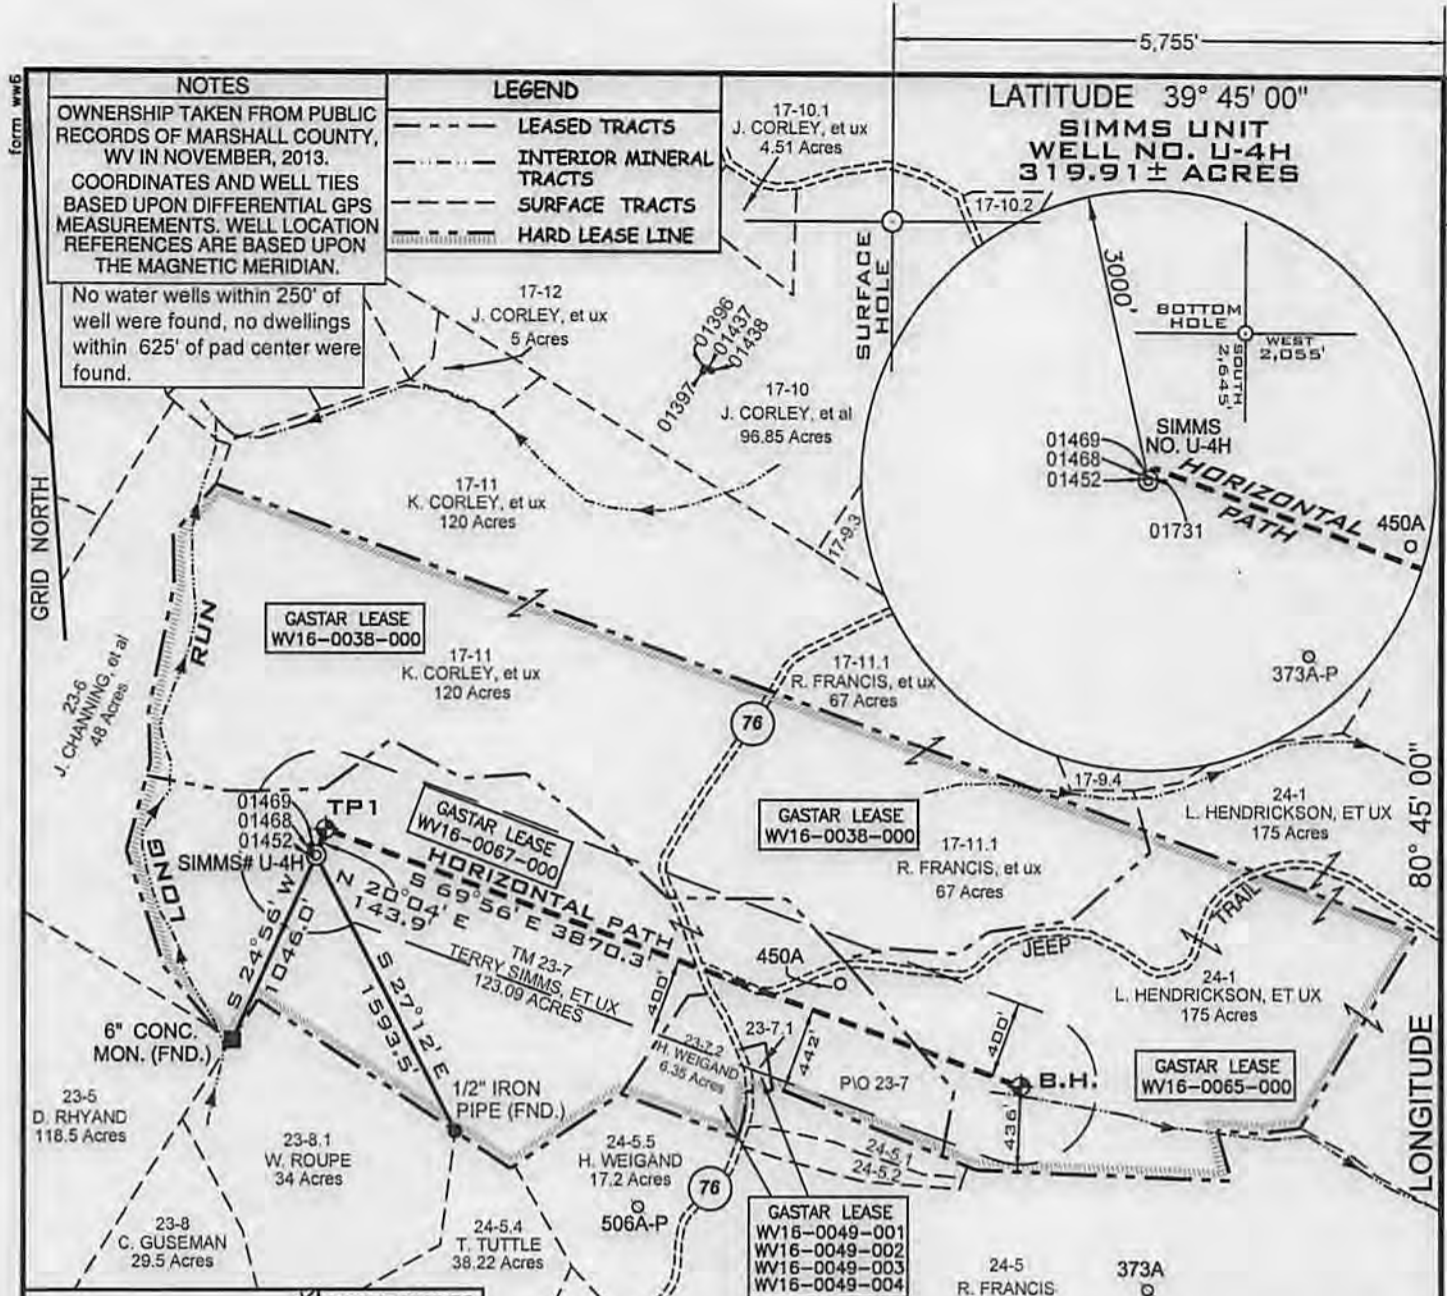 form ww6
5,755'
NOTES
OWNERSHIP TAKEN FROM PUBLIC
RECORDS OF MARSHALL COUNTY,
WV IN NOVEMBER, 2013.
COORDINATES AND WELL TIES
BASED UPON DIFFERENTIAL GPS
MEASUREMENTS. WELL LOCATION
REFERENCES ARE BASED UPON
THE MAGNETIC MERIDIAN.
No water wells within 250' of
well were found, no dwellings
within 625' of pad center were
found.
LEGEND
LEASED TRACTS
INTERIOR MINERAL
TRACTS
SURFACE TRACTS
HARD LEASE LINE
17-10.1
J. CORLEY, et ux
4.51 Acres
LATITUDE 39° 45' 00"
SIMMS UNIT
WELL NO. U-4H
319.91± ACRES
17-10.2
SURFACE
HOLE
3000'
BOTTOM
HOLE
WEST
2,055'
SOUTH
2,645'
SIMMS
NO. U-4H
01469
01468
01452
HORIZONTAL
PATH
01731
450A
373A-P
17-12
J. CORLEY, et ux
5 Acres
01396
01437
01438
01397
17-10
J. CORLEY, et al
96.85 Acres
17-11
K. CORLEY, et ux
120 Acres
17-9.3
GRID NORTH
RUN
GASTAR LEASE
WV16-0038-000
17-11
K. CORLEY, et ux
120 Acres
17-11.1
R. FRANCIS, et ux
67 Acres
76
23-6
J. CHANNING, et al
48 Acres
17-9.4
24-1
L. HENDRICKSON, ET UX
175 Acres
80° 45' 00"
LONGITUDE
01469
01468
01452
TP1
SIMMS# U-4H
GASTAR LEASE
WV16-0067-000
GASTAR LEASE
WV16-0038-000
17-11.1
R. FRANCIS, et ux
67 Acres
LONG
HORIZONTAL PATH
S 69°56' E 3870.3'
N 20°04' E
143.9'
TM 23-7
TERRY SIMMS, ET UX
123.09 ACRES
S 24°56' W
1046.0'
S 27°12' E
1593.5'
TRAIL
JEEP
450A
24-1
L. HENDRICKSON, ET UX
175 Acres
400'
6" CONC.
MON. (FND.)
23-7.2
H. WEIGAND
6.35 Acres
23-7.1
442'
400'
P\O 23-7
B.H.
436'
GASTAR LEASE
WV16-0065-000
1/2" IRON
PIPE (FND.)
23-5
D. RHYAND
118.5 Acres
23-8.1
W. ROUPE
34 Acres
24-5.5
H. WEIGAND
17.2 Acres
24-5.1
24-5.2
76
506A-P
23-8
C. GUSEMAN
29.5 Acres
24-5.4
T. TUTTLE
38.22 Acres
GASTAR LEASE
WV16-0049-001
WV16-0049-002
WV16-0049-003
WV16-0049-004
24-5
R. FRANCIS
373A